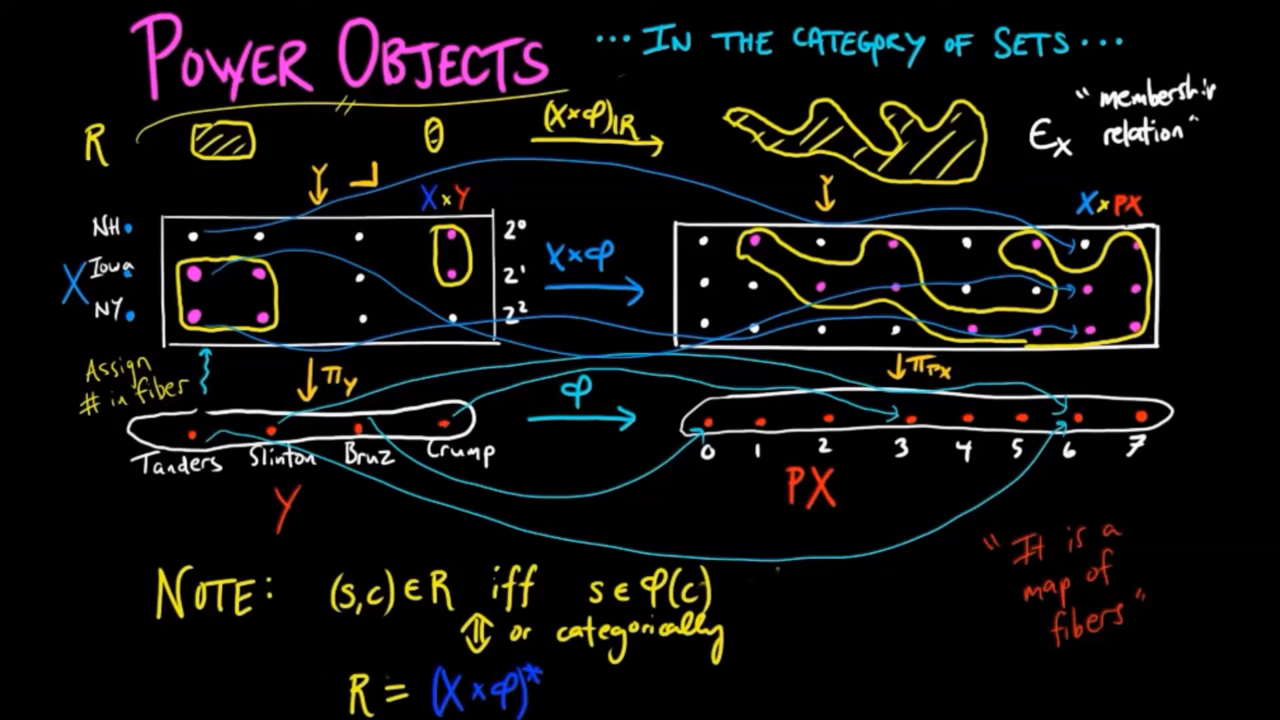 POWER OBJECTS
... IN THE CATEGORY OF SETS ...
R
(X×φ)|R
"membership
∈X relation"
X×Y
X×PX
NH
Iowa
NY
X
2⁰
2¹
2²
X×φ
Assign
# in fiber
πY
πPX
φ
Tanders Slinton Bruz Crump
0 1 2 3 4 5 6 7
Y
PX
"It is a
map of
fibers"
NOTE: (s,c)∈R iff s∈φ(c)
⇕ or categorically
R = (X×φ)*